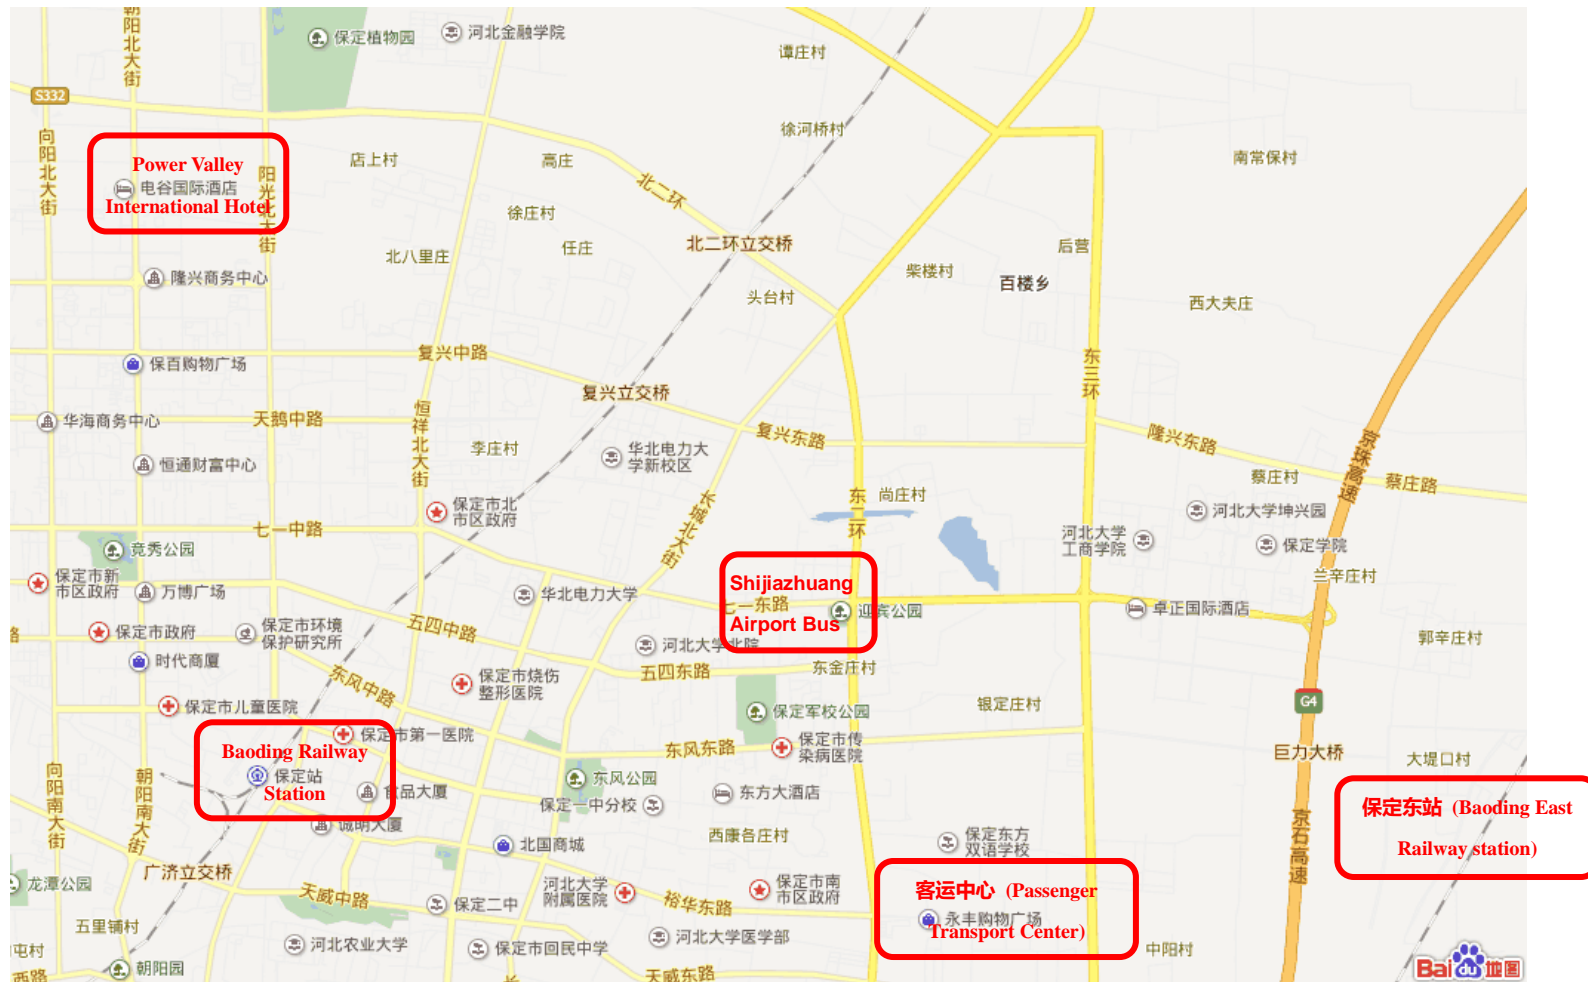 朝阳北大街
保定植物园
河北金融学院
谭庄村
S332
向阳北大街
徐河桥村
店上村
高庄
南常保村
Power Valley
电谷国际酒店
International Hotel
阳光北大街
北二环
徐庄村
任庄
北八里庄
北二环立交桥
后营
柴楼村
百楼乡
隆兴商务中心
头台村
西大夫庄
复兴中路
保百购物广场
复兴立交桥
东三环
华海商务中心
天鹅中路
恒祥北大街
复兴东路
隆兴东路
京珠高速
李庄村
华北电力大
学新校区
恒通财富中心
蔡庄村
蔡庄路
长城北大街
东二环
尚庄村
保定市北
市区政府
河北大学坤兴园
七一中路
河北大学
工商学院
保定学院
竞秀公园
保定市新
市区政府
万博广场
华北电力大学
Shijiazhuang
七一东路
迎宾公园
Airport Bus
兰辛庄村
卓正国际酒店
路
保定市政府
保定市环境
保护研究所
五四中路
河北大学北院
郭辛庄村
时代商厦
东风中路
保定市烧伤
整形医院
五四东路
东金庄村
保定市儿童医院
保定军校公园
银定庄村
G4
Baoding Railway
保定市第一医院
保定站
Station
食品大厦
东风东路
保定市传
染病医院
巨力大桥
大堤口村
向阳南大街
朝阳南大街
东风公园
保定一中分校
东方大酒店
京石高速
保定东站 (Baoding East
Railway station)
诚明大厦
北国商城
西康各庄村
保定东方
双语学校
广济立交桥
龙潭公园
天威中路
河北大学
附属医院
保定市南
市区政府
客运中心 (Passenger
永丰购物广场
Transport Center)
保定二中
裕华东路
五里铺村
屯村
河北农业大学
保定市回民中学
河北大学医学部
中阳村
西路
朝阳园
长
天威东路
Bai du 地图